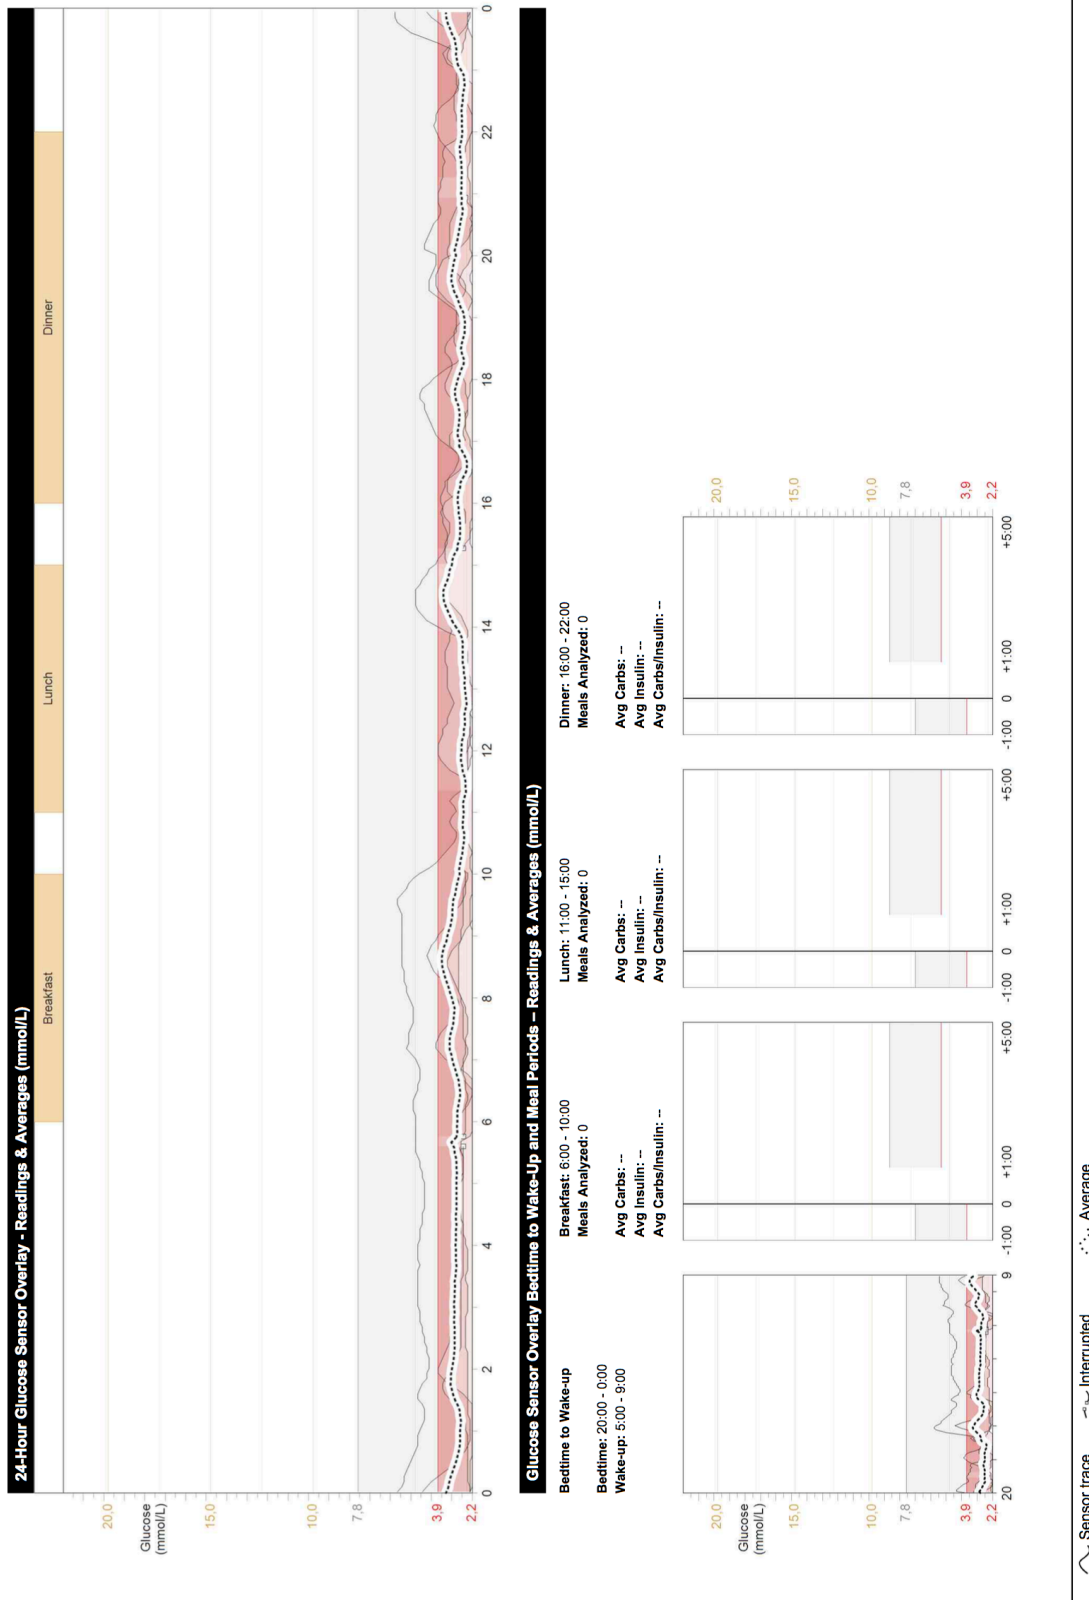 24-Hour Glucose Sensor Overlay - Readings & Averages (mmol/L)
Breakfast
Lunch
Dinner
Glucose
(mmol/L)
20,0
15,0
10,0
7,8
3,9
2,2
0
2
4
6
8
10
12
14
16
18
20
22
0
Glucose Sensor Overlay Bedtime to Wake-Up and Meal Periods – Readings & Averages (mmol/L)
Bedtime to Wake-up
Bedtime: 20:00 - 0:00
Wake-up: 5:00 - 9:00
Breakfast: 6:00 - 10:00
Meals Analyzed: 0
Avg Carbs: --
Avg Insulin: --
Avg Carbs/Insulin: --
Lunch: 11:00 - 15:00
Meals Analyzed: 0
Avg Carbs: --
Avg Insulin: --
Avg Carbs/Insulin: --
Dinner: 16:00 - 22:00
Meals Analyzed: 0
Avg Carbs: --
Avg Insulin: --
Avg Carbs/Insulin: --
Glucose
(mmol/L)
20,0
15,0
10,0
7,8
3,9
2,2
20
9
-1:00
0
+1:00
+5:00
-1:00
0
+1:00
+5:00
-1:00
0
+1:00
+5:00
20,0
15,0
10,0
7,8
3,9
2,2
Sensor trace
Interrupted
Average